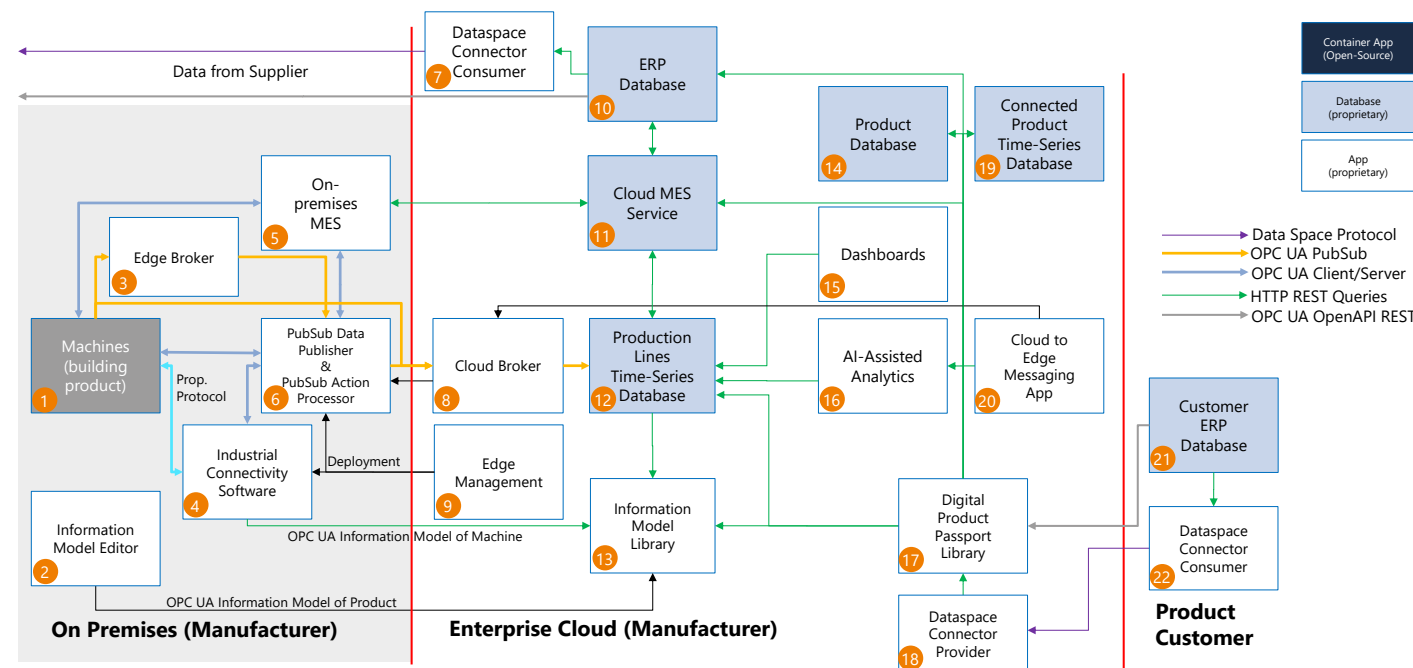 Dataspace
Connector
Consumer
7
Data from Supplier
ERP
Database
10
Container App
(Open-Source)
Database
(proprietary)
App
(proprietary)
Product
Database
14
Connected
Product
Time-Series
Database
19
On-
premises
MES
5
Cloud MES
Service
11
Edge Broker
3
Dashboards
15
Data Space Protocol
OPC UA PubSub
OPC UA Client/Server
HTTP REST Queries
OPC UA OpenAPI REST
Machines
(building
product)
1
Prop.
Protocol
PubSub Data
Publisher
&
PubSub Action
Processor
6
Cloud Broker
8
Production
Lines
Time-Series
Database
12
AI-Assisted
Analytics
16
Cloud to
Edge
Messaging
App
20
Customer
ERP
Database
21
Industrial
Connectivity
Software
4
Deployment
Edge
Management
9
Information
Model
Library
13
Digital
Product
Passport
Library
17
Dataspace
Connector
Consumer
22
Information
Model Editor
2
OPC UA Information Model of Machine
OPC UA Information Model of Product
On Premises (Manufacturer)
Enterprise Cloud (Manufacturer)
Dataspace
Connector
Provider
18
Product
Customer